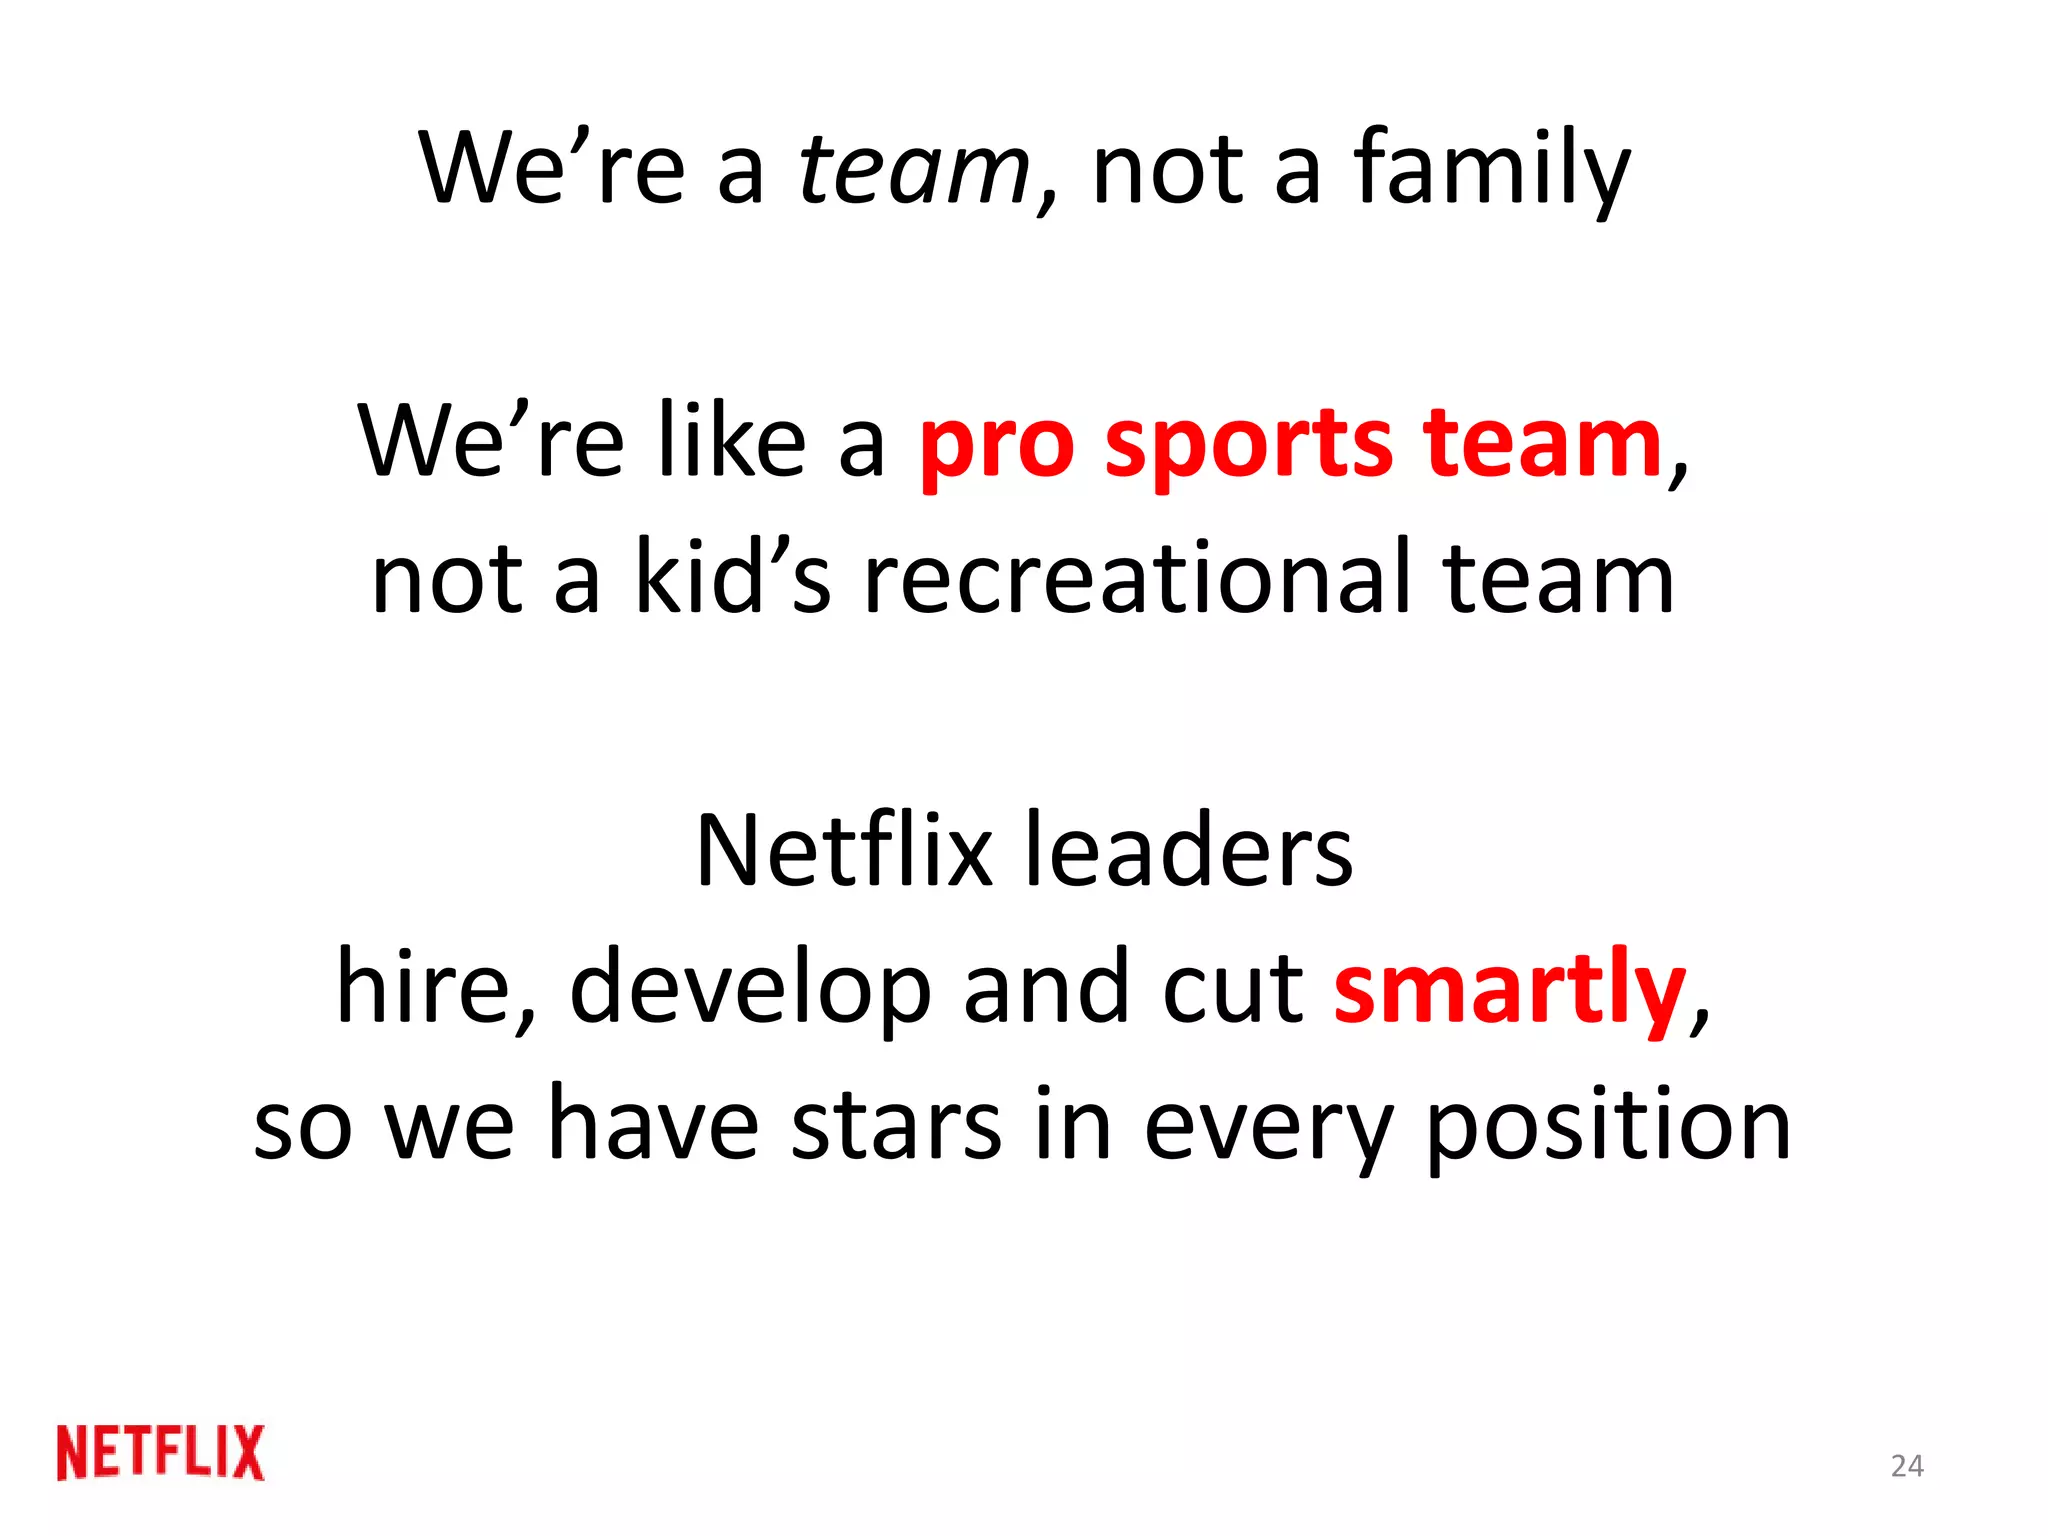 We’re a team, not a family
We’re like a pro sports team,
not a kid’s recreational team
Netflix leaders
hire, develop and cut smartly,
so we have stars in every position
NETFLIX
24